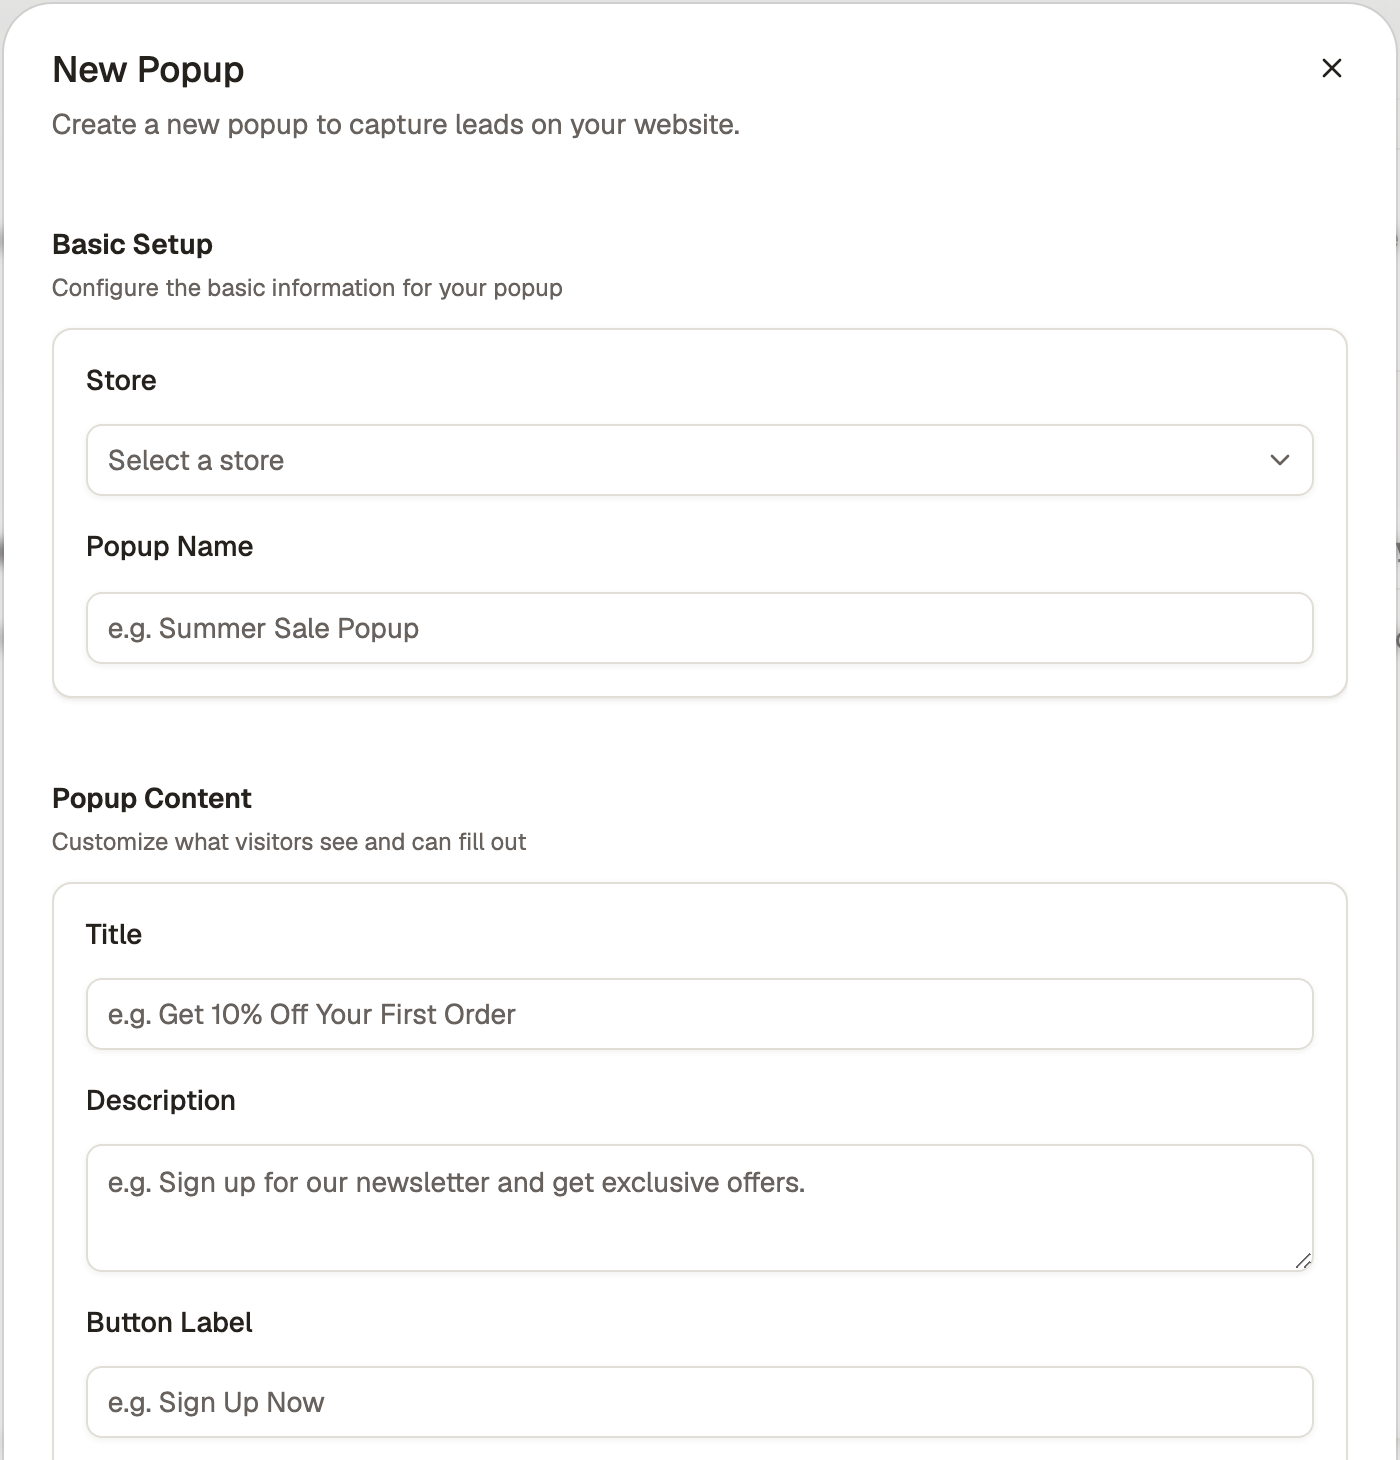 New Popup
Create a new popup to capture leads on your website.
Basic Setup
Configure the basic information for your popup
Store
Select a store
Popup Name
e.g. Summer Sale Popup
Popup Content
Customize what visitors see and can fill out
Title
e.g. Get 10% Off Your First Order
Description
e.g. Sign up for our newsletter and get exclusive offers.
Button Label
e.g. Sign Up Now